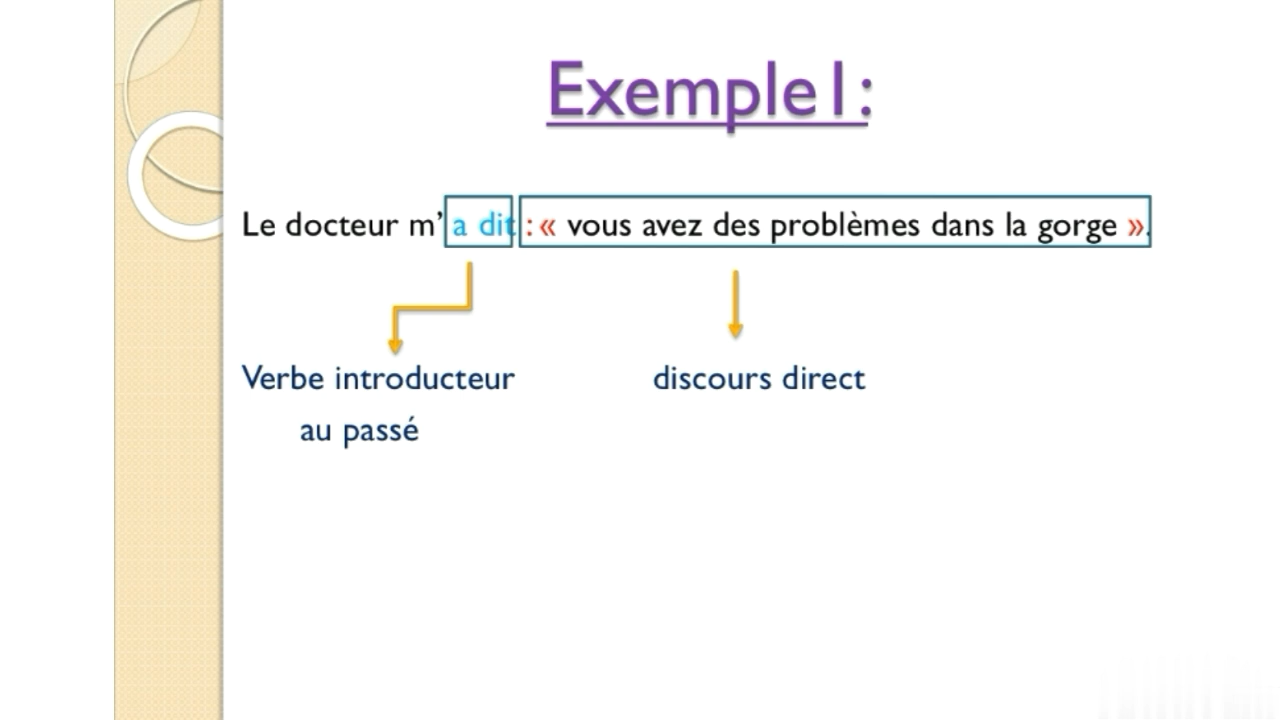 Exemple1:
Le docteur m’ a dit : « vous avez des problèmes dans la gorge ».
Verbe introducteur discours direct
au passé